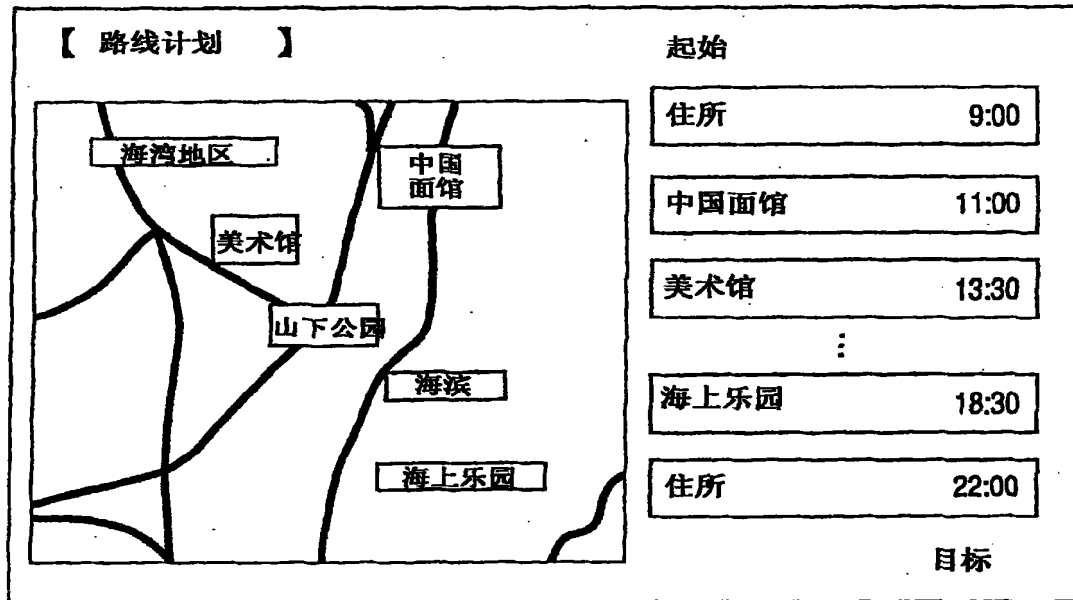 【 路线计划 】
海湾地区
中国
面馆
美术馆
山下公园
海滨
海上乐园
起始
住所 9:00
中国面馆 11:00
美术馆 13:30
⋮
海上乐园 18:30
住所 22:00
目标